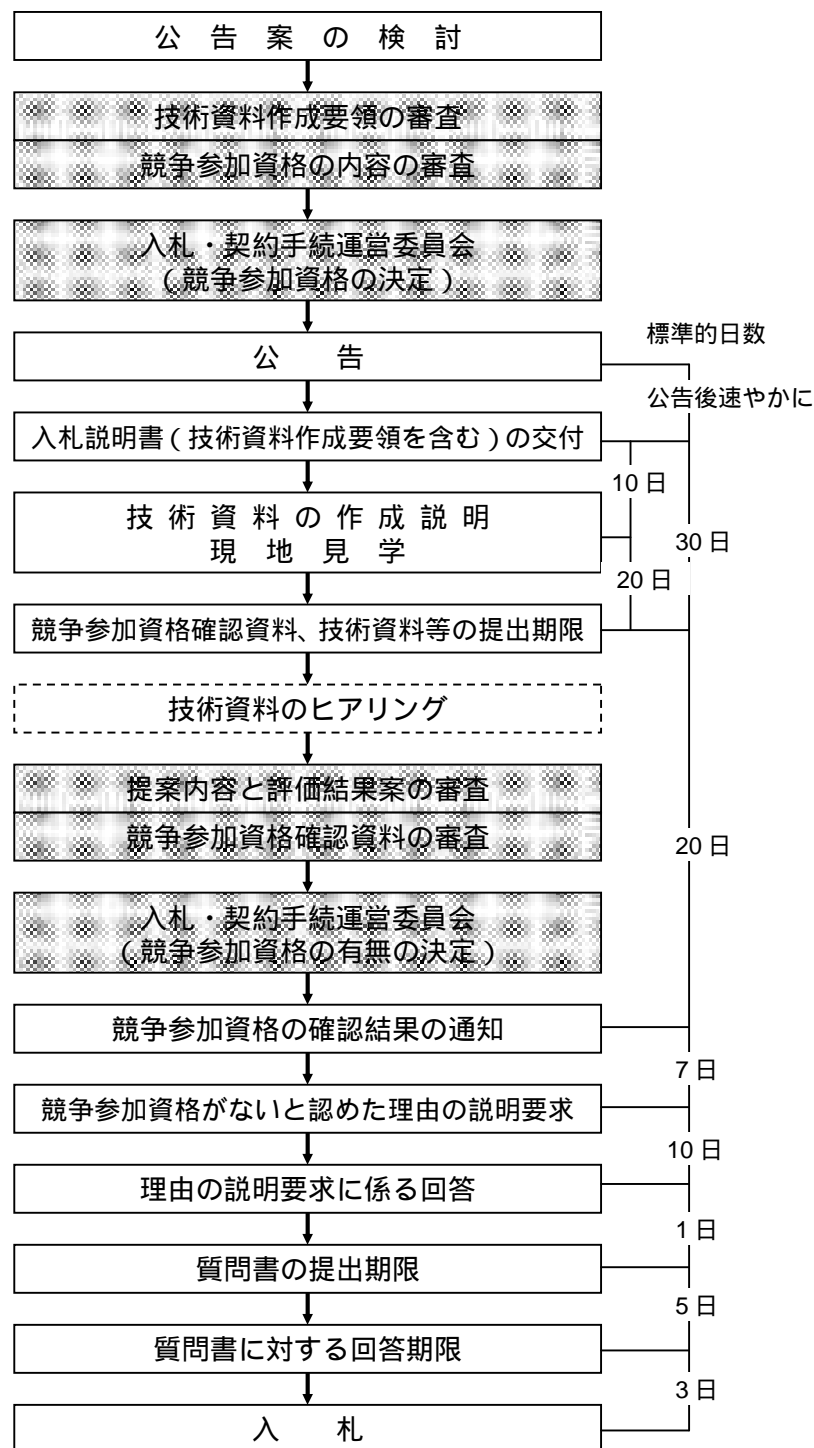 公 告 案 の 検 討
技術資料作成要領の審査
競争参加資格の内容の審査
入札・契約手続運営委員会
(競争参加資格の決定)
標準的日数
公 告
公告後速やかに
入札説明書(技術資料作成要領を含む)の交付
10 日
技 術 資 料 の 作 成 説 明
現 地 見 学
30 日
20 日
競争参加資格確認資料、技術資料等の提出期限
技術資料のヒアリング
提案内容と評価結果案の審査
競争参加資格確認資料の審査
20 日
入札・契約手続運営委員会
(競争参加資格の有無の決定)
競争参加資格の確認結果の通知
7 日
競争参加資格がないと認めた理由の説明要求
10 日
理由の説明要求に係る回答
1 日
質問書の提出期限
5 日
質問書に対する回答期限
3 日
入 札